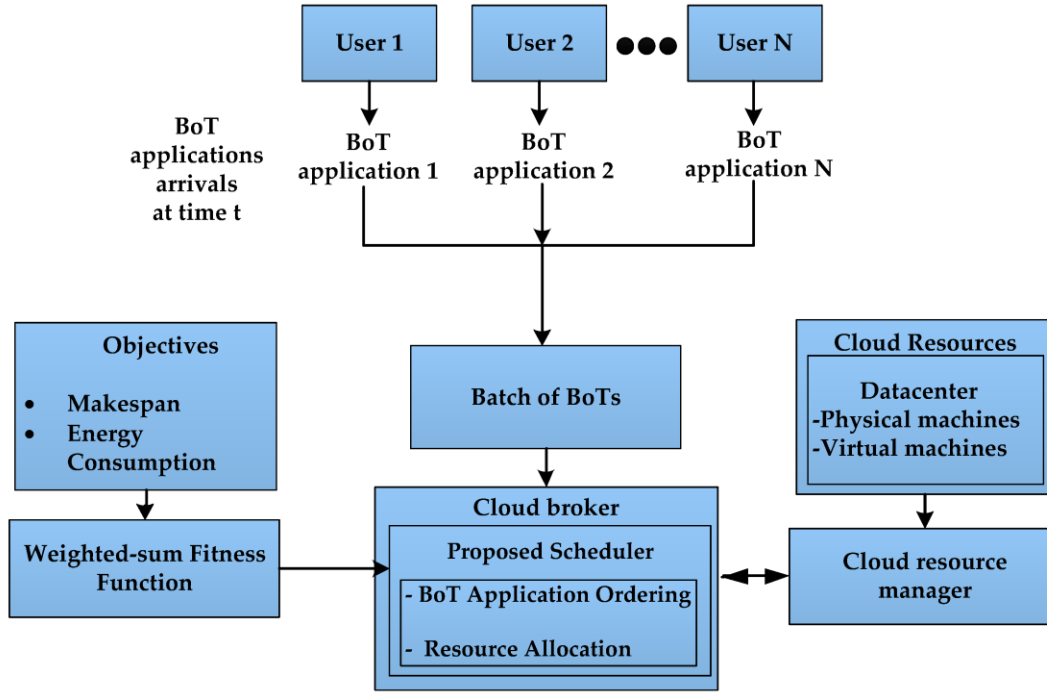 User 1
User 2
User N
BoT
applications
arrivals
at time t
BoT
application 1
BoT
application 2
BoT
application N
Objectives
• Makespan
• Energy
Consumption
Batch of BoTs
Cloud Resources
Datacenter
-Physical machines
-Virtual machines
Weighted-sum Fitness
Function
Cloud broker
Proposed Scheduler
- BoT Application Ordering
- Resource Allocation
Cloud resource
manager